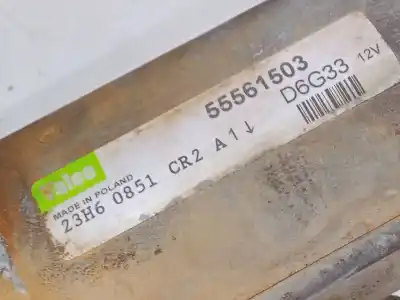 Valeo
55561503
D6G33 12V
MADE IN POLAND
23H6 0851 CR2 A1↓